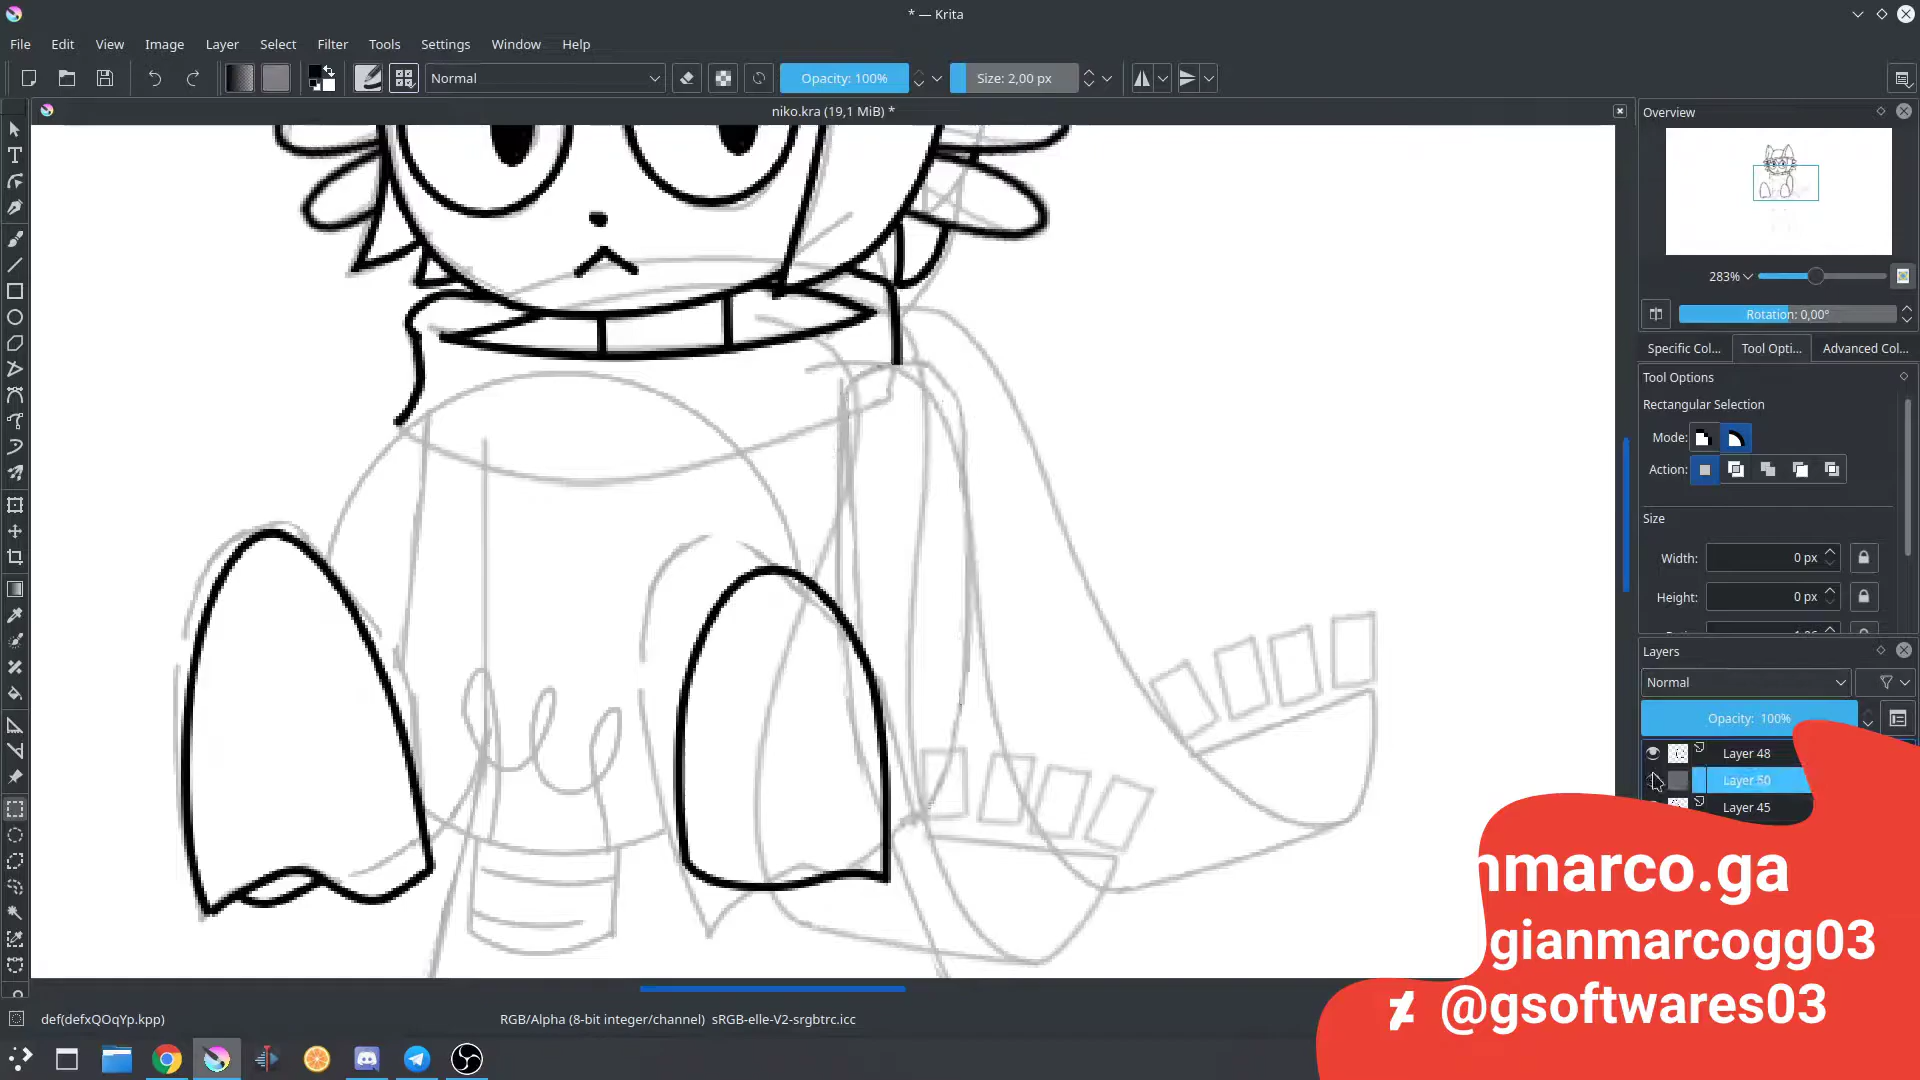 * — Krita
File Edit View Image Layer Select Filter Tools Settings Window Help
Normal
Opacity: 100%
Size: 2,00 px
niko.kra (19,1 MiB) *
Overview
283%
Rotation: 0,00°
Specific Col... Tool Opti... Advanced Col...
Tool Options
Rectangular Selection
Mode:
Action:
Size
Width: 0 px
Height: 0 px
Layers
Normal
Opacity: 100%
Layer 48
Layer 50
Layer 45
nmarco.ga
gianmarcogg03
@gsoftwares03
def(defxQOqYp.kpp)
RGB/Alpha (8-bit integer/channel) sRGB-elle-V2-srgbtrc.icc